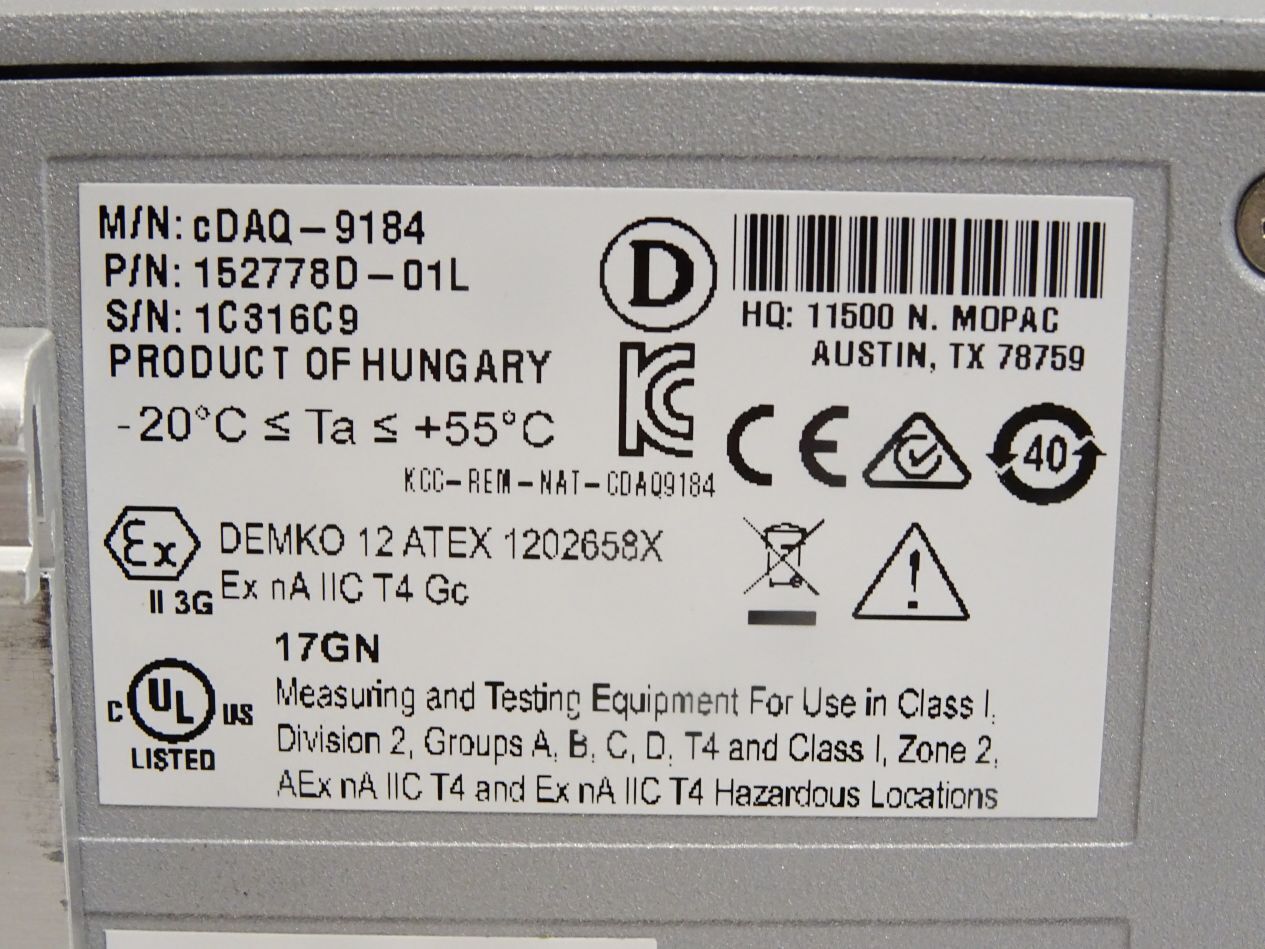 M/N: cDAQ-9184
P/N: 152778D-01L
S/N: 1C316C9
PRODUCT OF HUNGARY
-20°C ≤ Ta ≤ +55°C
KCC-REM-NAT-CDAQ9184
D
HQ: 11500 N. MOPAC
AUSTIN, TX 78759
KC
CE
40
Ex
II 3G
DEMKO 12 ATEX 1202658X
Ex nA IIC T4 Gc
17GN
C UL US
LISTED
Measuring and Testing Equipment For Use in Class I,
Division 2, Groups A, B, C, D, T4 and Class I, Zone 2,
AEx nA IIC T4 and Ex nA IIC T4 Hazardous Locations